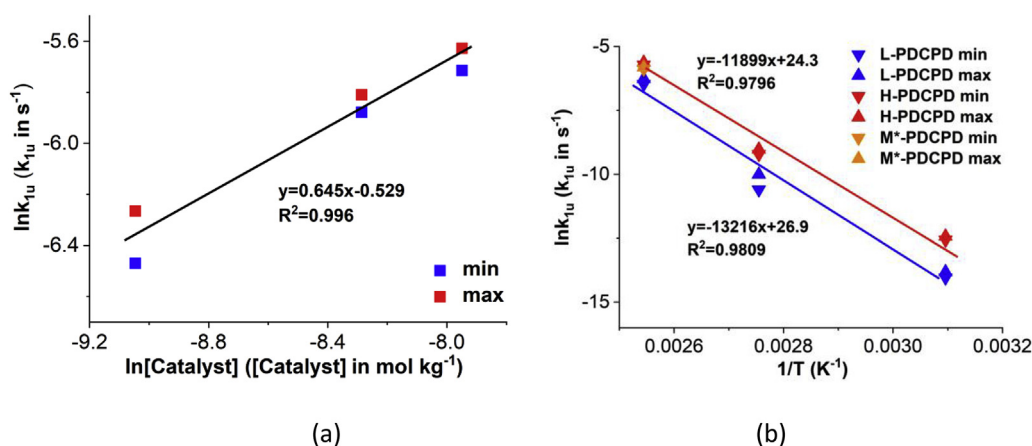 (a)
-5.6
-6.0
-6.4
lnk1u (k1u in s-1)
y=0.645x-0.529
R2=0.996
min
max
-9.2
-8.8
-8.4
-8.0
ln[Catalyst] ([Catalyst] in mol kg-1)
(b)
-5
-10
-15
lnk1u (k1u in s-1)
y=-11899x+24.3
R2=0.9796
L-PDCPD min
L-PDCPD max
H-PDCPD min
H-PDCPD max
M*-PDCPD min
M*-PDCPD max
y=-13216x+26.9
R2=0.9809
0.0026
0.0028
0.0030
0.0032
1/T (K-1)
(a)
(b)